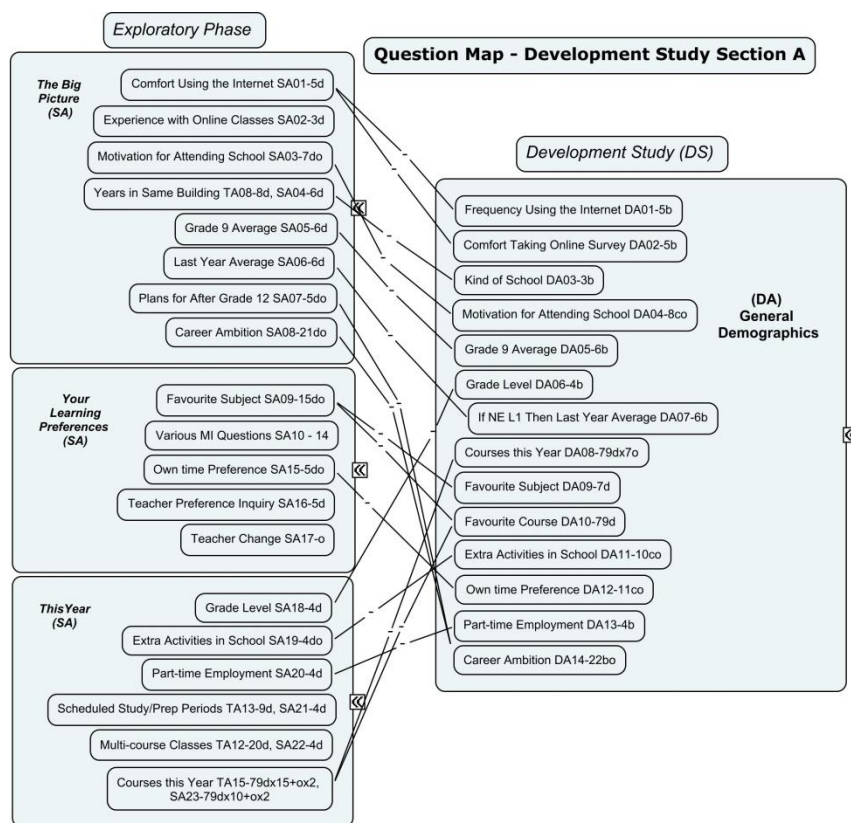 Exploratory Phase
Question Map - Development Study Section A
The Big
Picture
(SA)
Comfort Using the Internet SA01-5d
Experience with Online Classes SA02-3d
Motivation for Attending School SA03-7do
Years in Same Building TA08-8d, SA04-6d
Grade 9 Average SA05-6d
Last Year Average SA06-6d
Plans for After Grade 12 SA07-5do
Career Ambition SA08-21do
Your
Learning
Preferences
(SA)
Favourite Subject SA09-15do
Various MI Questions SA10 - 14
Own time Preference SA15-5do
Teacher Preference Inquiry SA16-5d
Teacher Change SA17-o
ThisYear
(SA)
Grade Level SA18-4d
Extra Activities in School SA19-4do
Part-time Employment SA20-4d
Scheduled Study/Prep Periods TA13-9d, SA21-4d
Multi-course Classes TA12-20d, SA22-4d
Courses this Year TA15-79dx15+ox2,
SA23-79dx10+ox2
Development Study (DS)
Frequency Using the Internet DA01-5b
Comfort Taking Online Survey DA02-5b
Kind of School DA03-3b
Motivation for Attending School DA04-8co
Grade 9 Average DA05-6b
Grade Level DA06-4b
If NE L1 Then Last Year Average DA07-6b
Courses this Year DA08-79dx7o
Favourite Subject DA09-7d
Favourite Course DA10-79d
Extra Activities in School DA11-10co
Own time Preference DA12-11co
Part-time Employment DA13-4b
Career Ambition DA14-22bo
(DA)
General
Demographics